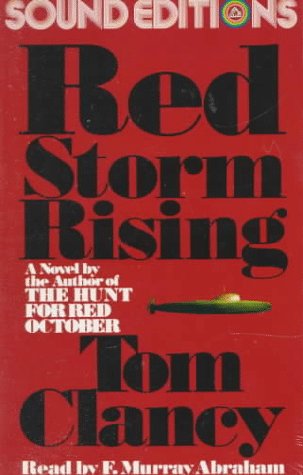 SOUND EDITIONS
Red
Storm
Rising
A Novel by
the Author of
THE HUNT
FOR RED
OCTOBER
Tom
Clancy
Read by F. Murray Abraham